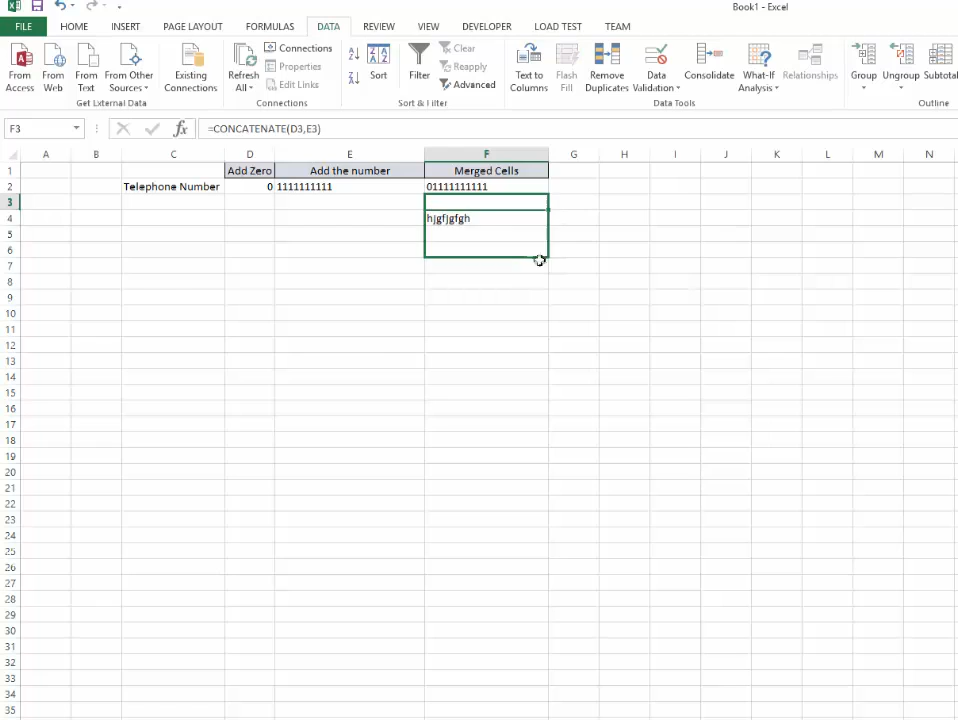 Book1 - Excel
FILE HOME INSERT PAGE LAYOUT FORMULAS DATA REVIEW VIEW DEVELOPER LOAD TEST TEAM
From Access
From Web
From Text
From Other Sources
Get External Data
Existing Connections
Refresh All
Connections
Properties
Edit Links
Connections
Sort
Filter
Clear
Reapply
Advanced
Sort & Filter
Text to Columns
Flash Fill
Remove Duplicates
Data Validation
Consolidate
What-If Analysis
Relationships
Data Tools
Group
Ungroup
Subtotal
Outline
F3 fx =CONCATENATE(D3,E3)
A B C D E F G H I J K L M N
1 Add Zero Add the number Merged Cells
2 Telephone Number 0 1111111111 01111111111
3
4 hjgfjgfgh
5
6
7
8
9
10
11
12
13
14
15
16
17
18
19
20
21
22
23
24
25
26
27
28
29
30
31
32
33
34
35